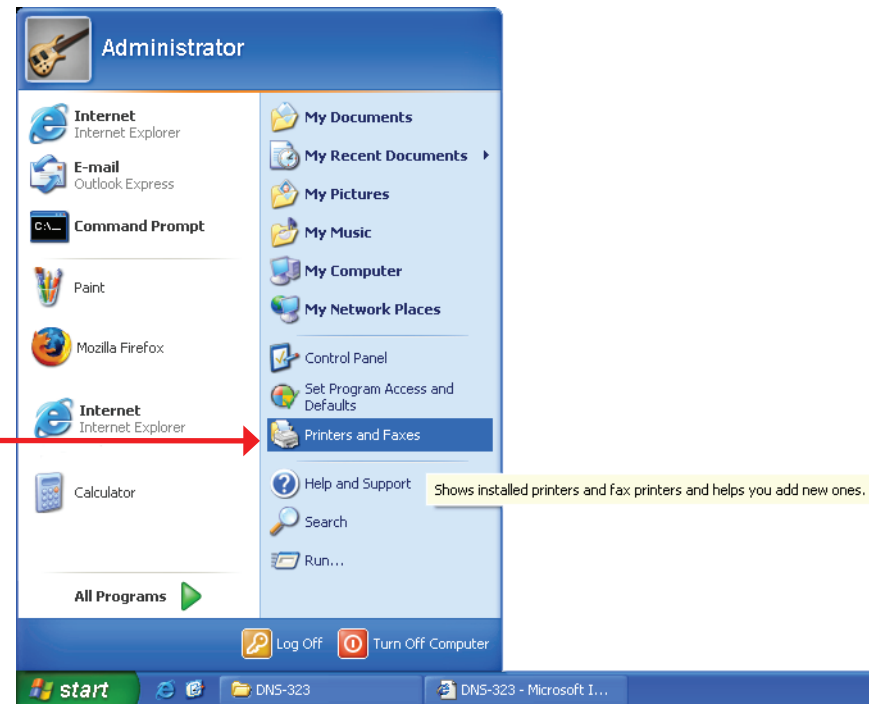 Administrator
Internet
Internet Explorer
E-mail
Outlook Express
C:\_
Command Prompt
Paint
Mozilla Firefox
Internet
Internet Explorer
Calculator
All Programs
My Documents
My Recent Documents
My Pictures
My Music
My Computer
My Network Places
Control Panel
Set Program Access and
Defaults
Printers and Faxes
Help and Support
Shows installed printers and fax printers and helps you add new ones.
Search
Run...
Log Off
Turn Off Computer
start
DNS-323
DNS-323 - Microsoft I...